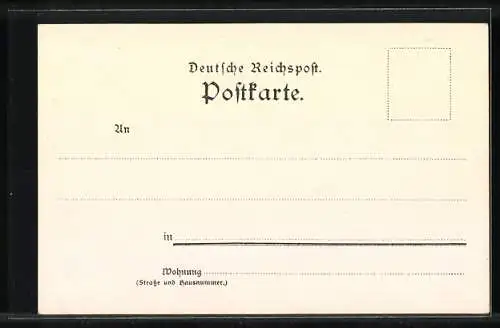 Deutſche Reichspoſt.
Poſtkarte.
An
in
Wohnung
(Straße und Hausnummer.)